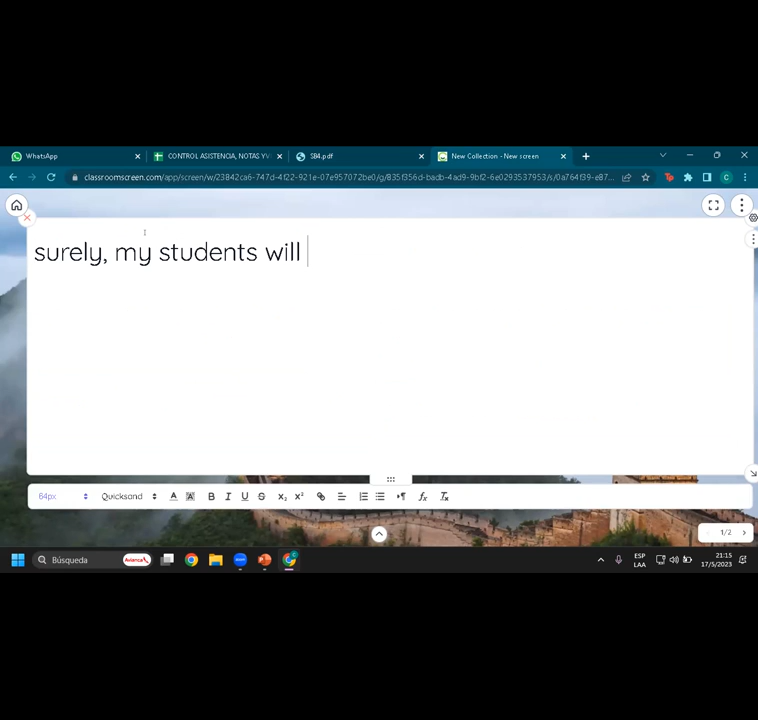 WhatsApp
CONTROL ASISTENCIA, NOTAS Y V
SB4.pdf
New Collection - New screen
classroomscreen.com/app/screen/w/23842ca6-747d-4f22-921e-07e957072be0/g/835f356d-badb-4ad9-9bf2-6e0293537953/s/0a764f39-e87...
surely, my students will
64px Quicksand
1/2
Búsqueda
Avianca
ESP
LAA
21:15
17/5/2023